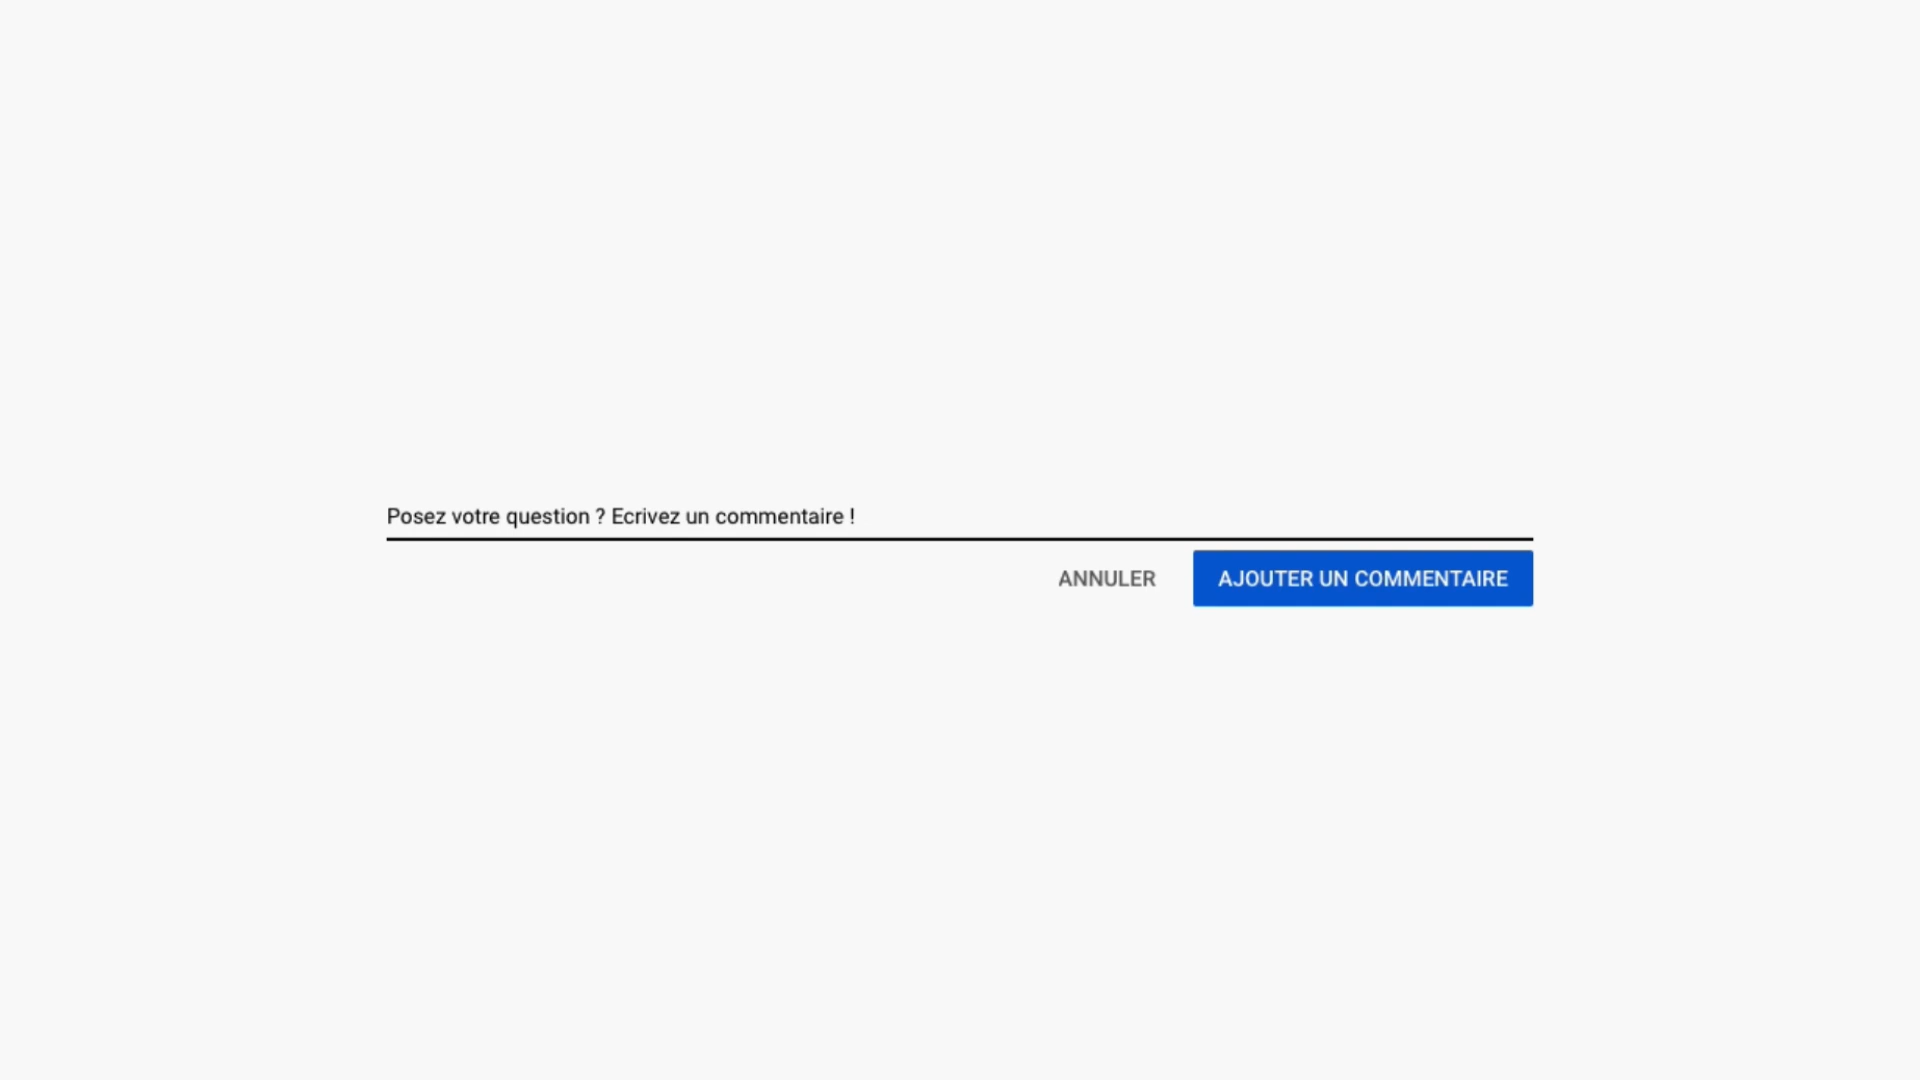 Posez votre question ? Ecrivez un commentaire !
ANNULER
AJOUTER UN COMMENTAIRE